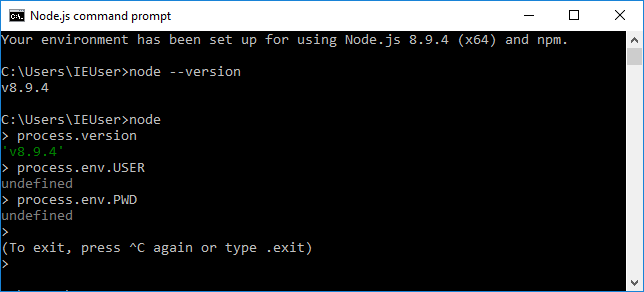 Node.js command prompt
Your environment has been set up for using Node.js 8.9.4 (x64) and npm.
C:\Users\IEUser>node --version
v8.9.4
C:\Users\IEUser>node
> process.version
'v8.9.4'
> process.env.USER
undefined
> process.env.PWD
undefined
>
(To exit, press ^C again or type .exit)
>